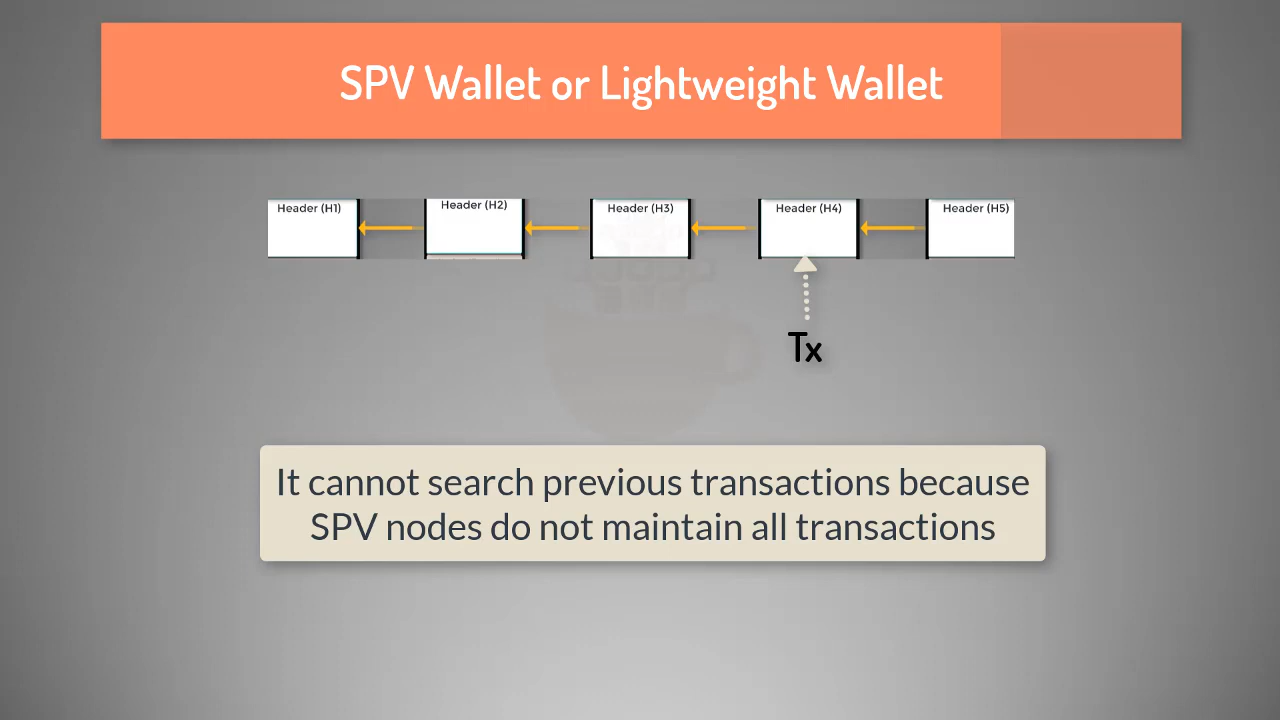 SPV Wallet or Lightweight Wallet
Header (H1)
Header (H2)
Header (H3)
Header (H4)
Header (H5)
Tx
It cannot search previous transactions because
SPV nodes do not maintain all transactions